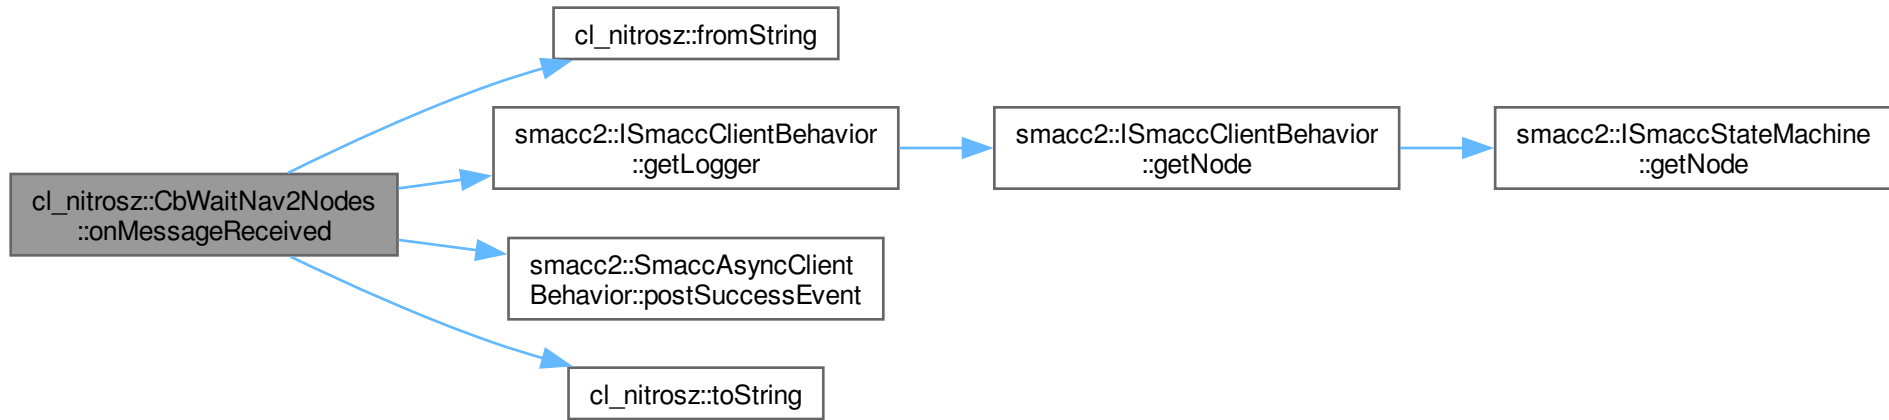 cl_nitrosz::fromString
smacc2::ISmaccClientBehavior
::getLogger
smacc2::ISmaccClientBehavior
::getNode
smacc2::ISmaccStateMachine
::getNode
cl_nitrosz::CbWaitNav2Nodes
::onMessageReceived
smacc2::SmaccAsyncClient
Behavior::postSuccessEvent
cl_nitrosz::toString